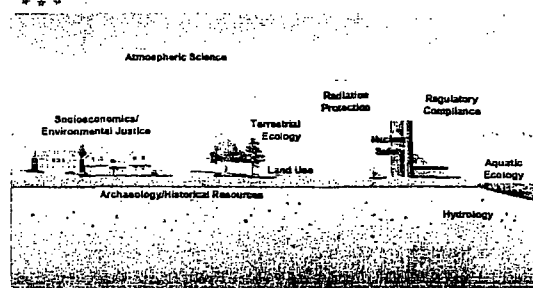 * * *
Atmospheric Science
Radiation
Protection
Regulatory
Compliance
Socioeconomics/
Environmental Justice
Terrestrial
Ecology
Land Use
Aquatic
Ecology
Archaeology/Historical Resources
Hydrology